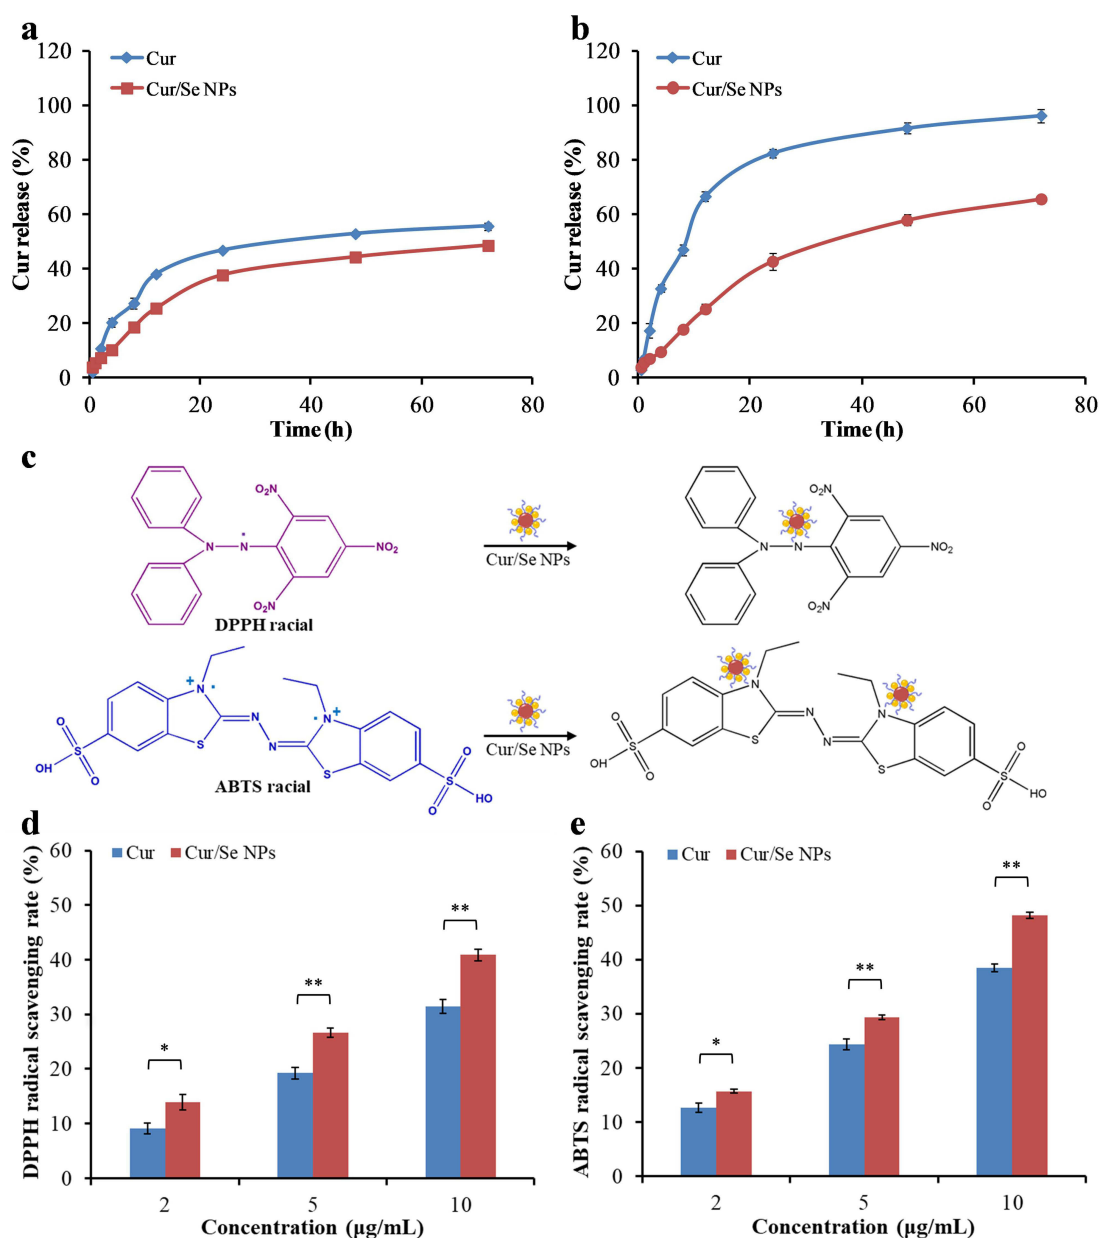 a
120
100
80
60
40
20
0
Cur release (%)
Cur
Cur/Se NPs
0 20 40 60 80
Time (h)
b
120
100
80
60
40
20
0
Cur release (%)
Cur
Cur/Se NPs
0 20 40 60 80
Time (h)
c
O₂N
N N
NO₂
O₂N
DPPH racial
Cur/Se NPs
O₂N
N N
NO₂
O₂N
+
N ·
N
N
S
O
S
OH
O
· N +
S
O
S
O
HO
ABTS racial
Cur/Se NPs
N
N
N
S
O
S
OH
O
N
S
O
S
O
HO
d
60
50
40
30
20
10
0
DPPH radical scavenging rate (%)
Cur Cur/Se NPs
*
**
**
2 5 10
Concentration (μg/mL)
e
60
50
40
30
20
10
0
ABTS radical scavenging rate (%)
Cur Cur/Se NPs
*
**
**
2 5 10
Concentration (μg/mL)